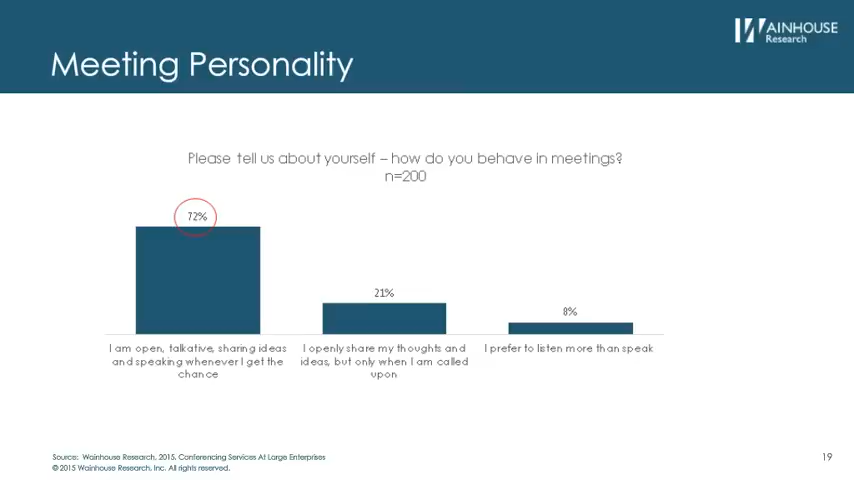 WAINHOUSE
Research
Meeting Personality
Please tell us about yourself – how do you behave in meetings?
n=200
72%
21%
8%
I am open, talkative, sharing ideas
and speaking whenever I get the
chance
I openly share my thoughts and
ideas, but only when I am called
upon
I prefer to listen more than speak
Source: Wainhouse Research, 2015, Conferencing Services At Large Enterprises
© 2015 Wainhouse Research, Inc. All rights reserved.
19